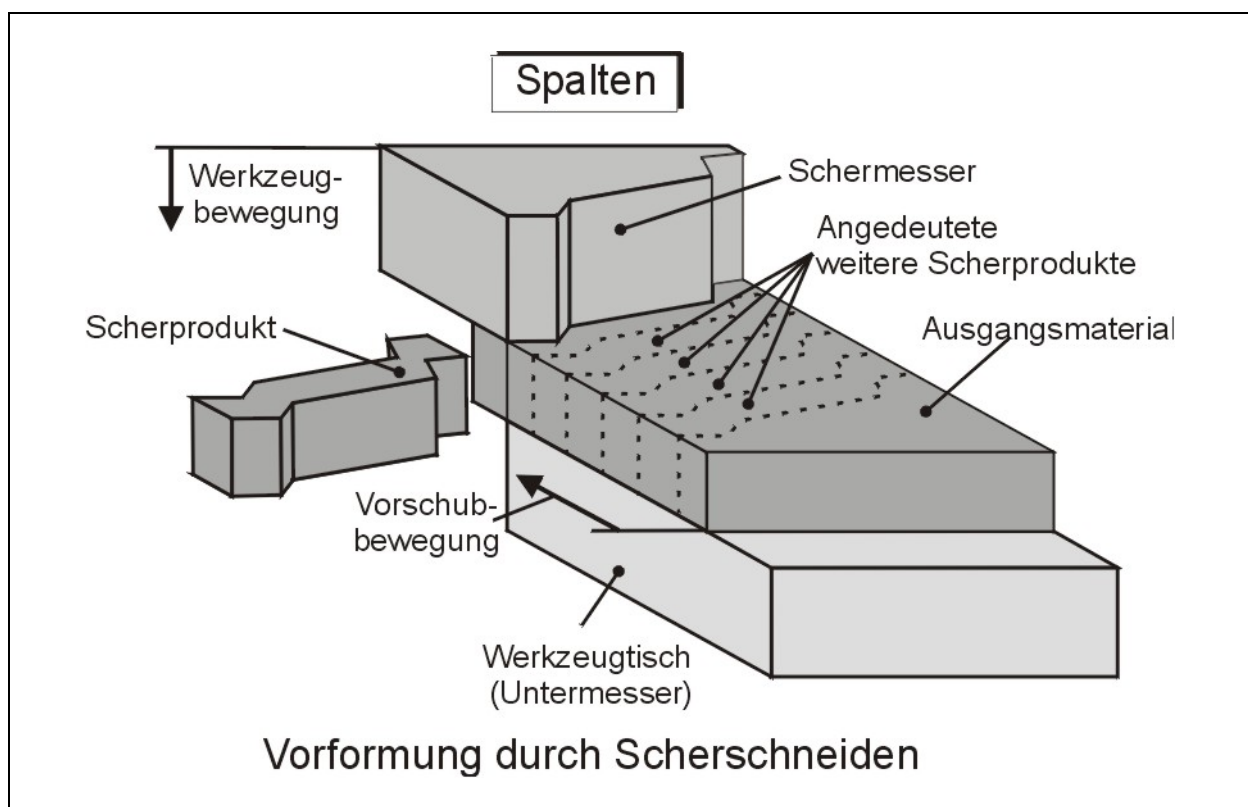 Spalten
Werkzeug-
bewegung
Schermesser
Angedeutete
weitere Scherprodukte
Scherprodukt
Ausgangsmaterial
Vorschub-
bewegung
Werkzeugtisch
(Untermesser)
Vorformung durch Scherschneiden